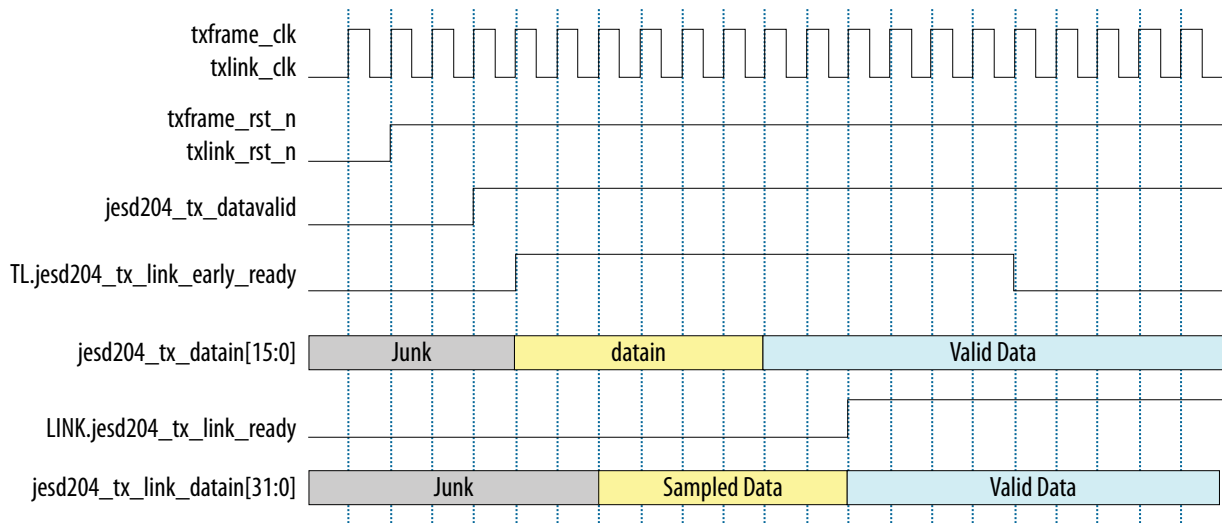 txframe_clk
txlink_clk
txframe_rst_n
txlink_rst_n
jesd204_tx_datavalid
TL.jesd204_tx_link_early_ready
jesd204_tx_datain[15:0] Junk datain Valid Data
LINK.jesd204_tx_link_ready
jesd204_tx_link_datain[31:0] Junk Sampled Data Valid Data